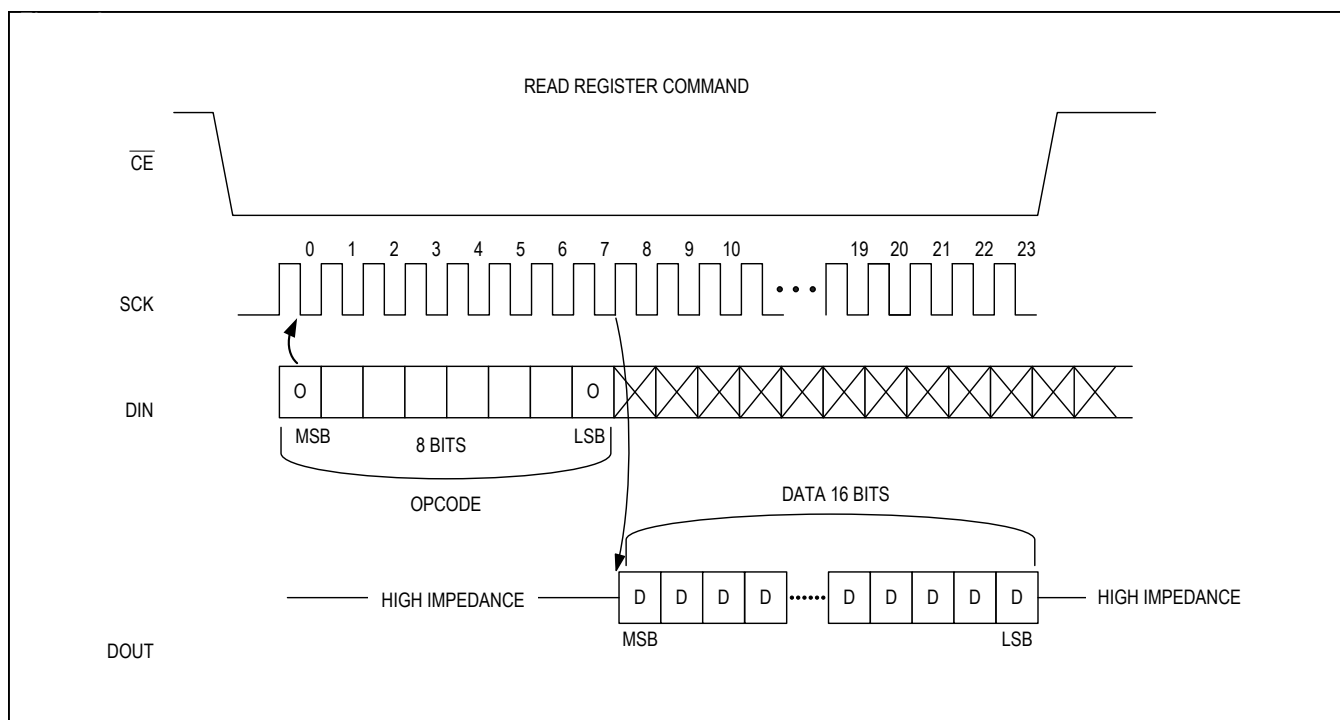 READ REGISTER COMMAND
CE
0 1 2 3 4 5 6 7 8 9 10 19 20 21 22 23
SCK
O O
DIN
MSB 8 BITS LSB
OPCODE
DATA 16 BITS
HIGH IMPEDANCE D D D D D D D D D HIGH IMPEDANCE
MSB LSB
DOUT